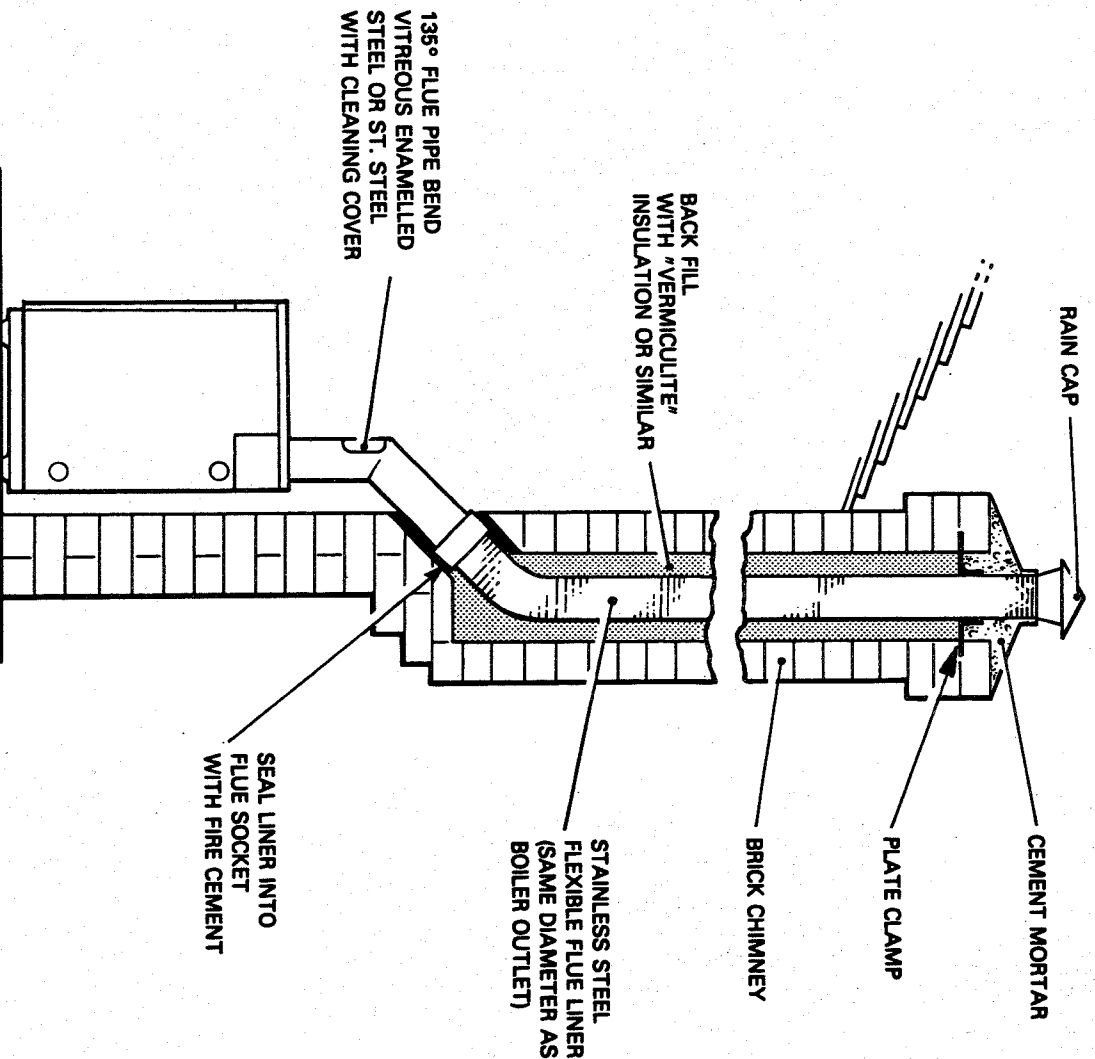 RAIN CAP
CEMENT MORTAR
PLATE CLAMP
BRICK CHIMNEY
BACK FILL
WITH "VERMICULITE"
INSULATION OR SIMILAR
STAINLESS STEEL
FLEXIBLE FLUE LINER
(SAME DIAMETER AS
BOILER OUTLET)
135° FLUE PIPE BEND
VITREOUS ENAMELLED
STEEL OR ST. STEEL
WITH CLEANING COVER
SEAL LINER INTO
FLUE SOCKET
WITH FIRE CEMENT